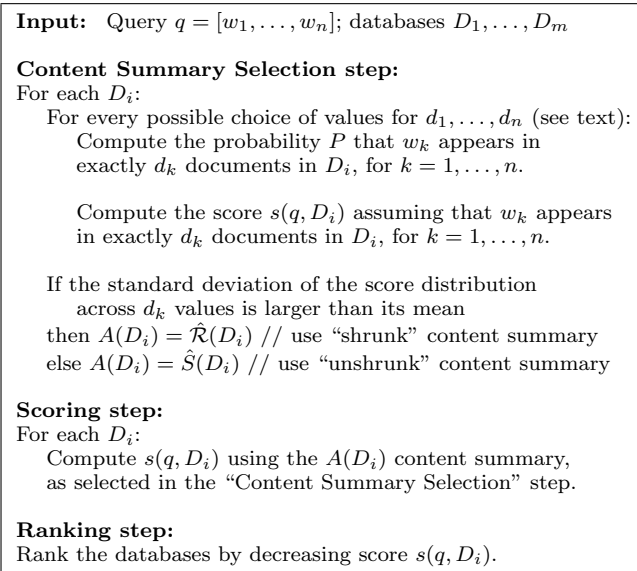 Input: Query q = [w₁, . . . , wₙ]; databases D₁, . . . , Dₘ
Content Summary Selection step:
For each Dᵢ:
For every possible choice of values for d₁, . . . , dₙ (see text):
Compute the probability P that wₖ appears in
exactly dₖ documents in Dᵢ, for k = 1, . . . , n.
Compute the score s(q, Dᵢ) assuming that wₖ appears
in exactly dₖ documents in Dᵢ, for k = 1, . . . , n.
If the standard deviation of the score distribution
across dₖ values is larger than its mean
then A(Dᵢ) = R̂(Dᵢ) // use “shrunk” content summary
else A(Dᵢ) = Ŝ(Dᵢ) // use “unshrunk” content summary
Scoring step:
For each Dᵢ:
Compute s(q, Dᵢ) using the A(Dᵢ) content summary,
as selected in the “Content Summary Selection” step.
Ranking step:
Rank the databases by decreasing score s(q, Dᵢ).